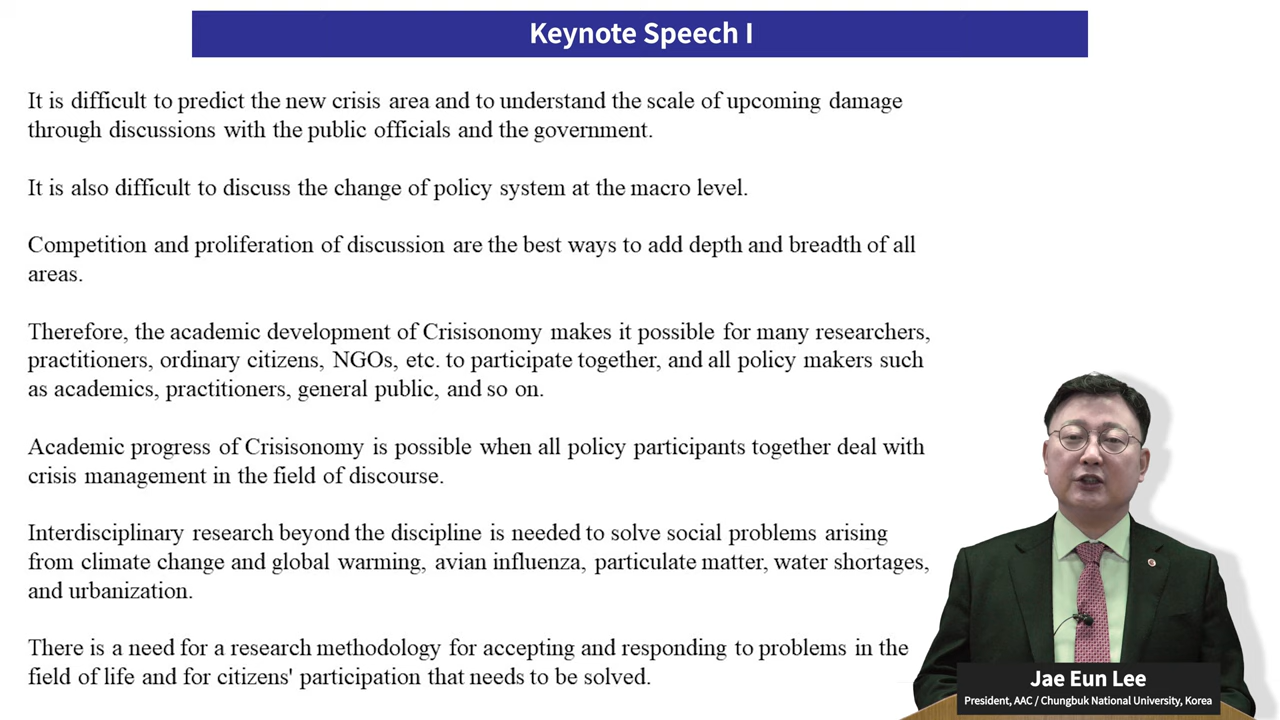 Keynote Speech I
It is difficult to predict the new crisis area and to understand the scale of upcoming damage
through discussions with the public officials and the government.
It is also difficult to discuss the change of policy system at the macro level.
Competition and proliferation of discussion are the best ways to add depth and breadth of all
areas.
Therefore, the academic development of Crisisonomy makes it possible for many researchers,
practitioners, ordinary citizens, NGOs, etc. to participate together, and all policy makers such
as academics, practitioners, general public, and so on.
Academic progress of Crisisonomy is possible when all policy participants together deal with
crisis management in the field of discourse.
Interdisciplinary research beyond the discipline is needed to solve social problems arising
from climate change and global warming, avian influenza, particulate matter, water shortages,
and urbanization.
There is a need for a research methodology for accepting and responding to problems in the
field of life and for citizens' participation that needs to be solved.
Jae Eun Lee
President, AAC / Chungbuk National University, Korea